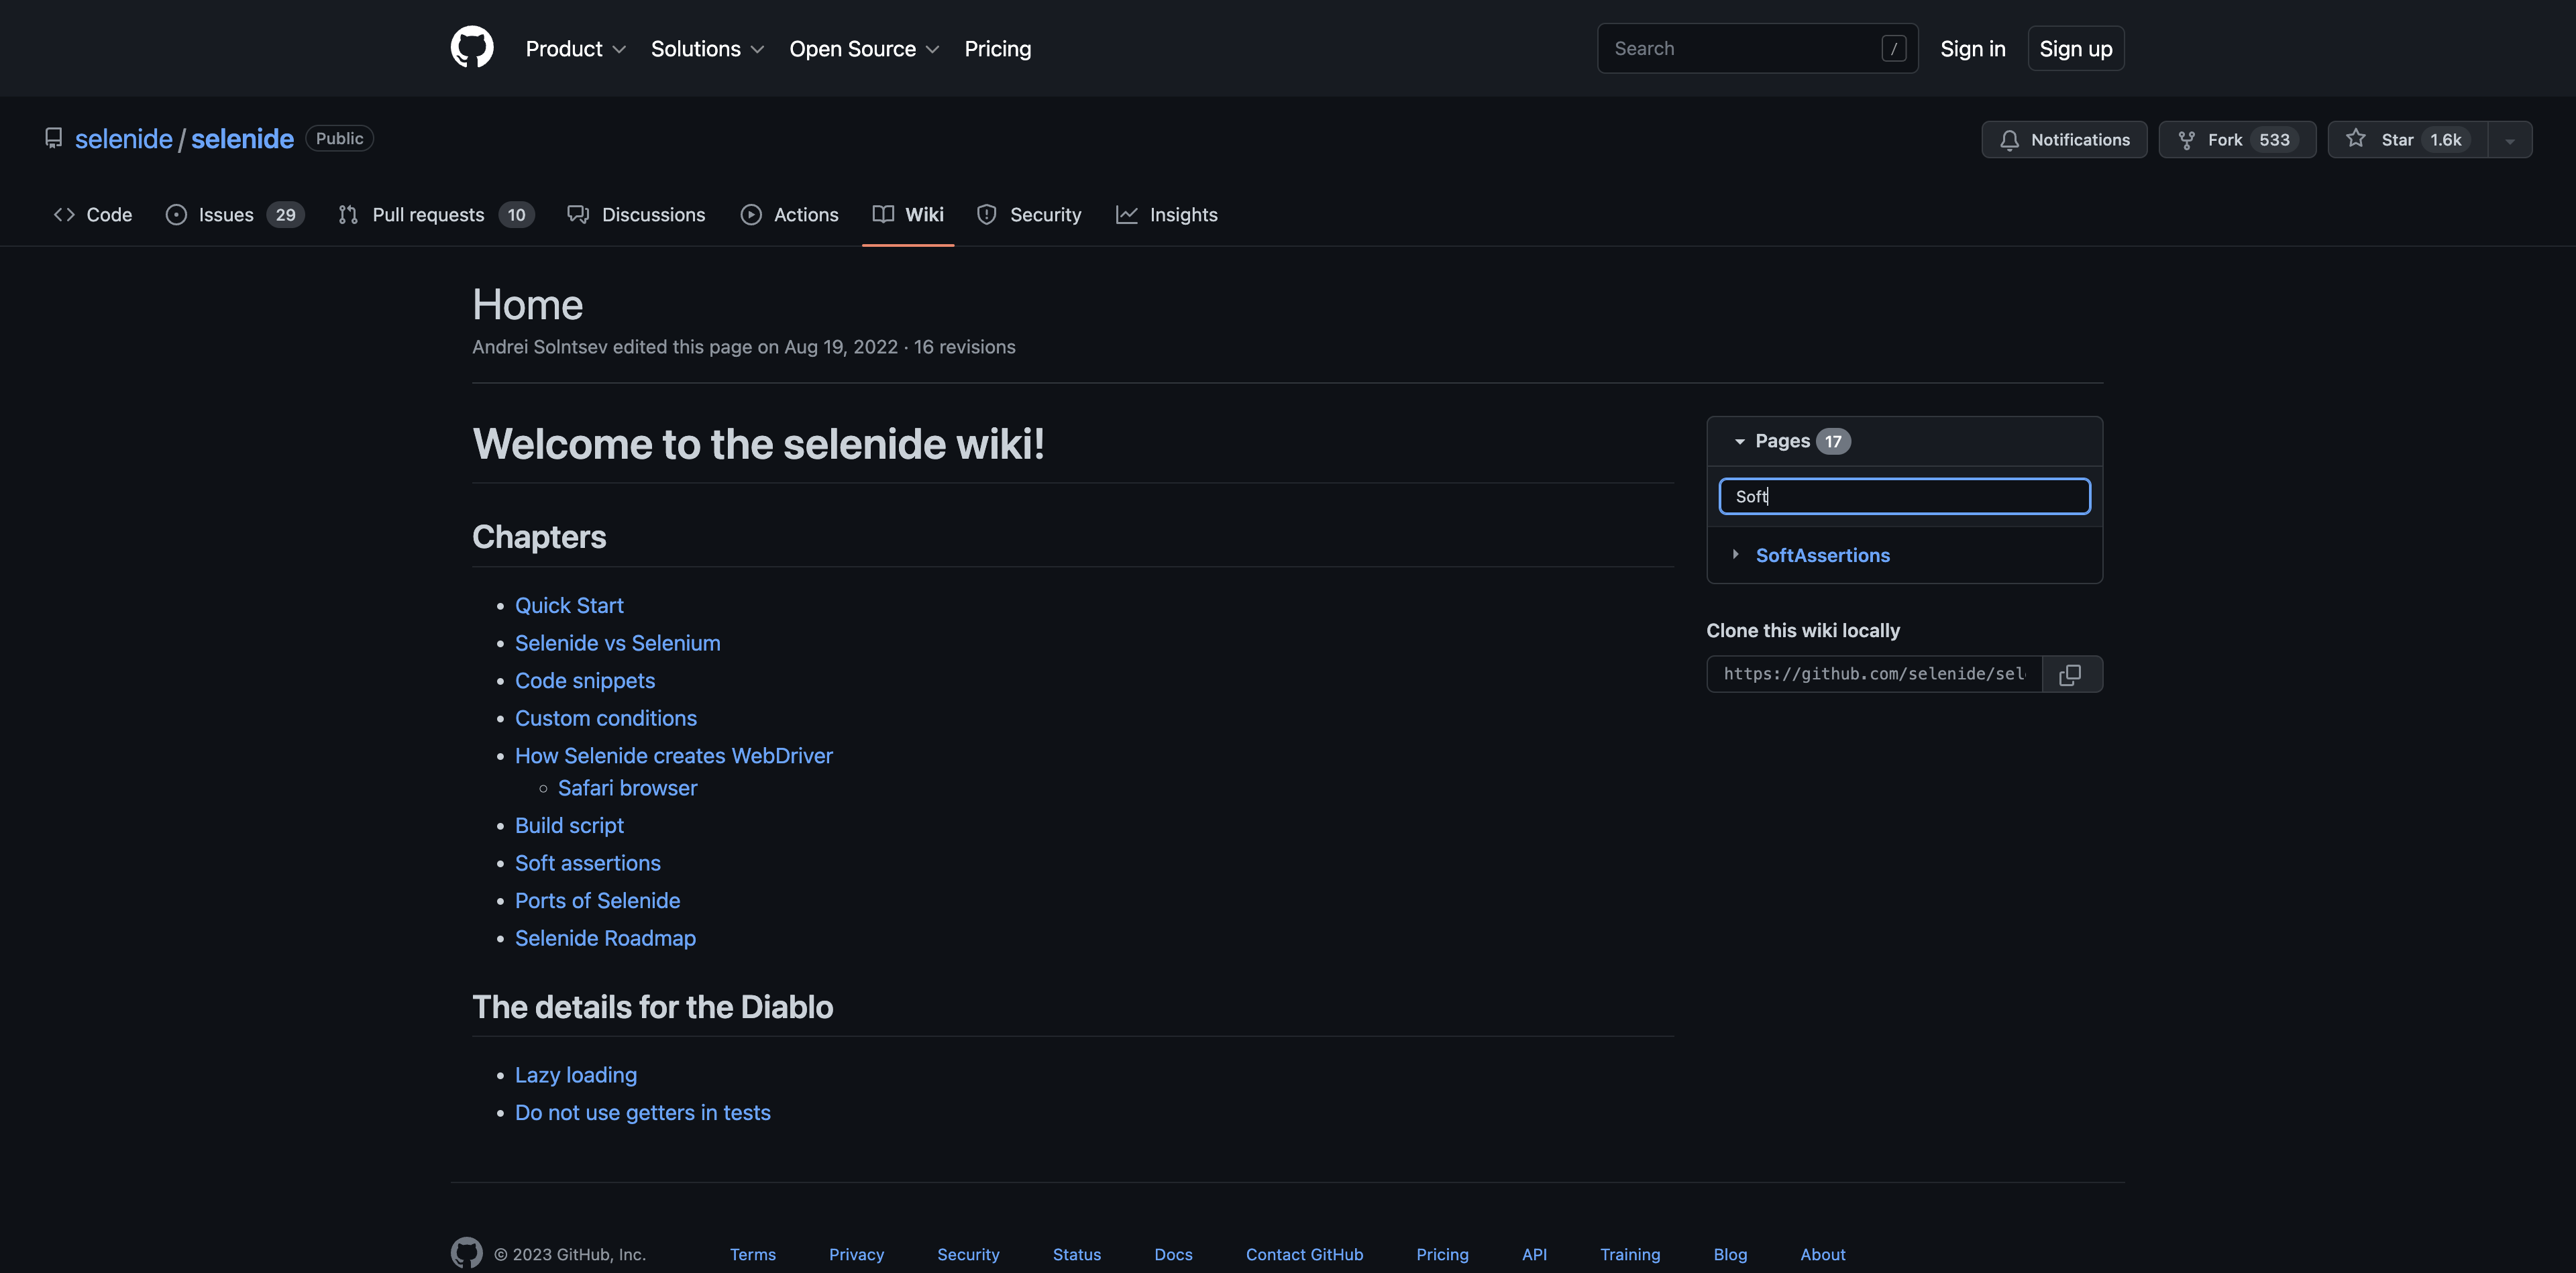 Product Solutions Open Source Pricing Search / Sign in Sign up
selenide / selenide Public Notifications Fork 533 Star 1.6k
Code Issues 29 Pull requests 10 Discussions Actions Wiki Security Insights
Home
Andrei Solntsev edited this page on Aug 19, 2022 · 16 revisions
Welcome to the selenide wiki!
Chapters
Quick Start
Selenide vs Selenium
Code snippets
Custom conditions
How Selenide creates WebDriver
Safari browser
Build script
Soft assertions
Ports of Selenide
Selenide Roadmap
The details for the Diablo
Lazy loading
Do not use getters in tests
Pages 17
Soft
SoftAssertions
Clone this wiki locally
https://github.com/selenide/sel
© 2023 GitHub, Inc. Terms Privacy Security Status Docs Contact GitHub Pricing API Training Blog About